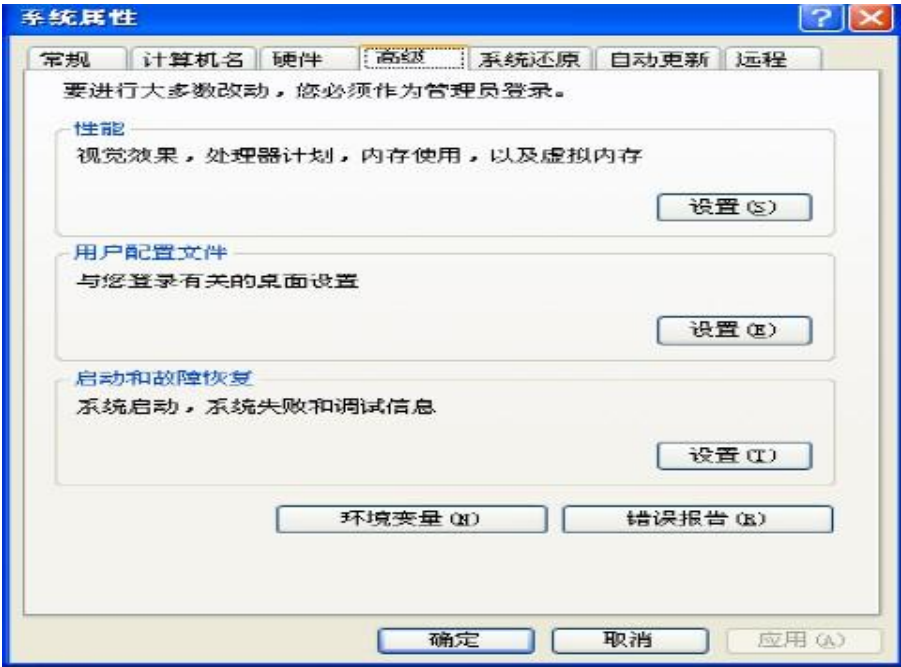 系统属性
常规 计算机名 硬件 高级 系统还原 自动更新 远程
要进行大多数改动，您必须作为管理员登录。
性能
视觉效果，处理器计划，内存使用，以及虚拟内存
设置(S)
用户配置文件
与您登录有关的桌面设置
设置(E)
启动和故障恢复
系统启动，系统失败和调试信息
设置(T)
环境变量(N) 错误报告(R)
确定 取消 应用(A)